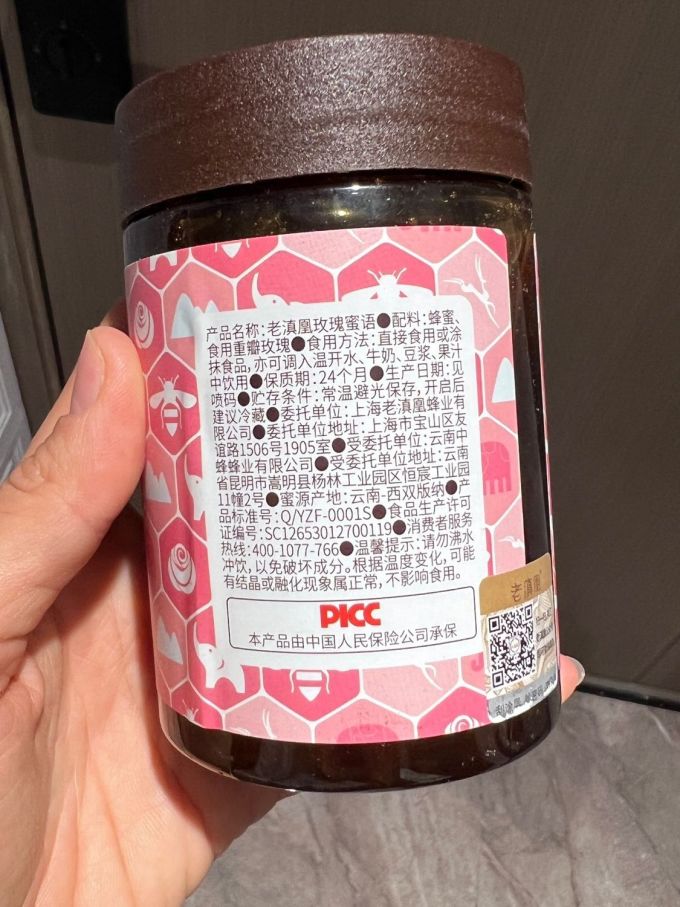 产品名称:老滇凰玫瑰蜜语●配料:蜂蜜、
食用重瓣玫瑰●食用方法:直接食用或涂
抹食品,亦可调入温开水、牛奶、豆浆、果汁
中饮用●保质期:24个月●生产日期:见
喷码●贮存条件:常温避光保存,开启后
建议冷藏●委托单位:上海老滇凰蜂业有
限公司●委托单位地址:上海市宝山区友
谊路1506号1905室●受委托单位:云南中
蜂蜂业有限公司●受委托单位地址:云南
省昆明市嵩明县杨林工业园区恒宸工业园
11幢2号●蜜源产地:云南-西双版纳●产
品标准号:Q/YZF-0001S●食品生产许可
证编号:SC12653012700119●消费者服务
热线:400-1077-766●温馨提示:请勿沸水
冲饮,以免破坏成分。根据温度变化,可能
有结晶或融化现象属正常,不影响食用。
PICC
本产品由中国人民保险公司承保
老滇凰